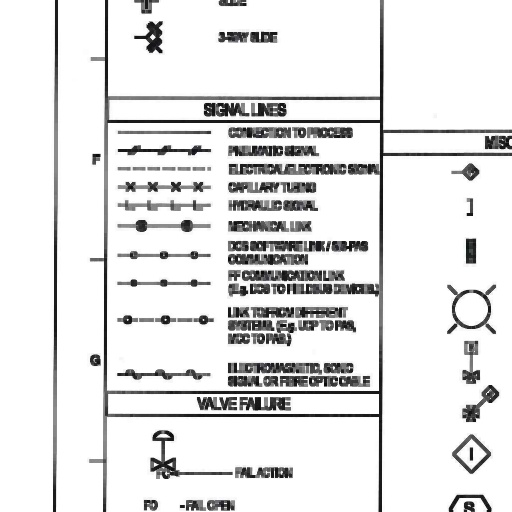 SLIDE
3-WAY SLIDE
SIGNAL LINES
CONNECTION TO PROCESS
PNEUMATIC SIGNAL
ELECTRICAL/ELECTRONIC SIGNAL
CAPILLARY TUBING
HYDRAULIC SIGNAL
MECHANICAL LINK
DCS SOFTWARE LINK /
COMMUNICATION
FF COMMUNICATION LINK
(E.g. DCS TO FIELDBUS DEVICES,)
LINK TO/FROM DIFFERENT
SYSTEMS, (E.g. UCP TO PAS,
MCC TO PAS.)
ELECTROMAGNETIC, SONIC
SIGNAL OR FIBRE OPTIC CABLE
VALVE FAILURE
FO
FAIL ACTION
FO - FAIL OPEN
F
G
MISC
I
S